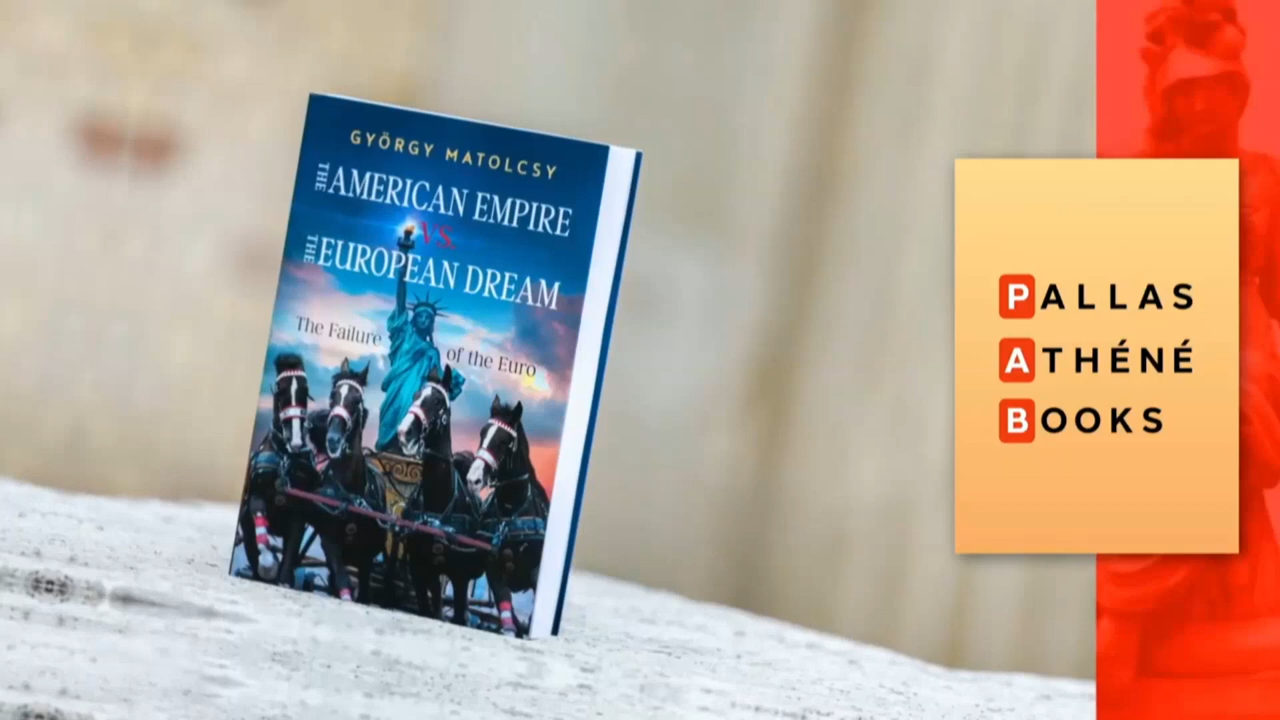 GYÖRGY MATOLCSY
THE AMERICAN EMPIRE
VS.
THE EUROPEAN DREAM
The Failure of the Euro
PALLAS
ATHÉNÉ
BOOKS